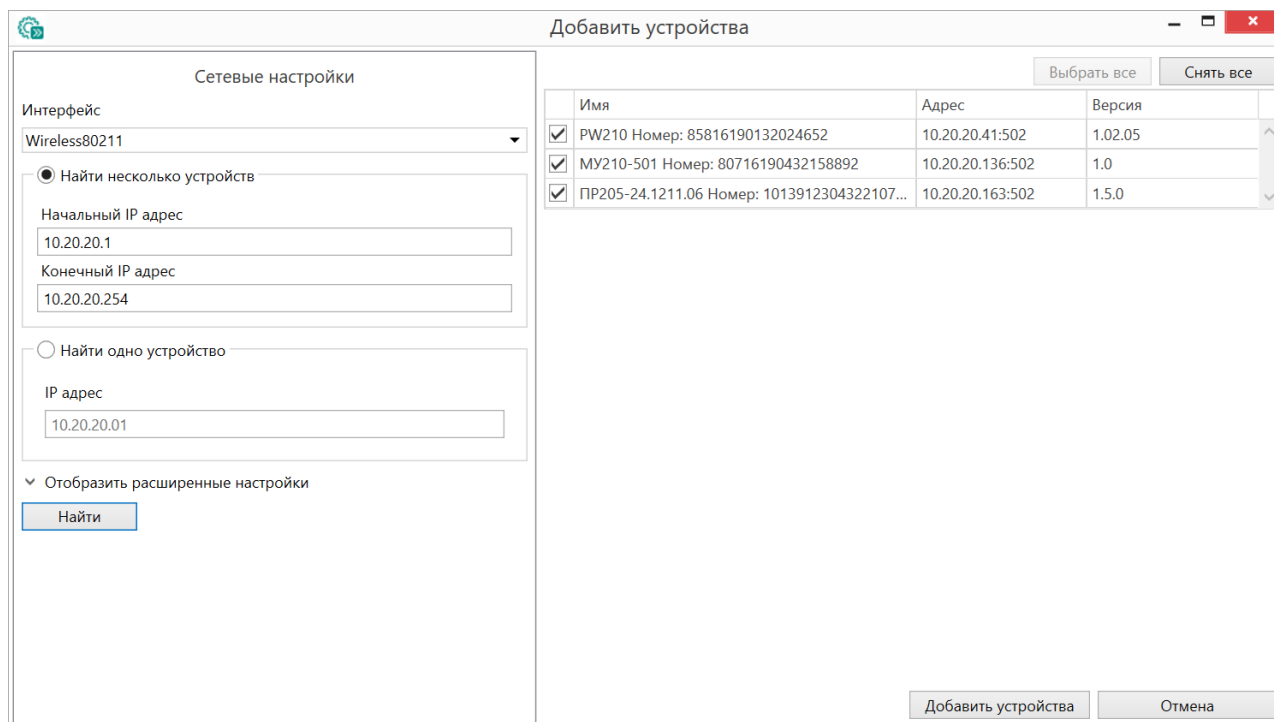 Добавить устройства
Сетевые настройки
Интерфейс
Wireless80211
Найти несколько устройств
Начальный IP адрес
10.20.20.1
Конечный IP адрес
10.20.20.254
Найти одно устройство
IP адрес
10.20.20.01
Отобразить расширенные настройки
Найти
Выбрать все Снять все
Имя Адрес Версия
PW210 Номер: 85816190132024652 10.20.20.41:502 1.02.05
МУ210-501 Номер: 80716190432158892 10.20.20.136:502 1.0
ПР205-24.1211.06 Номер: 1013912304322107... 10.20.20.163:502 1.5.0
Добавить устройства Отмена